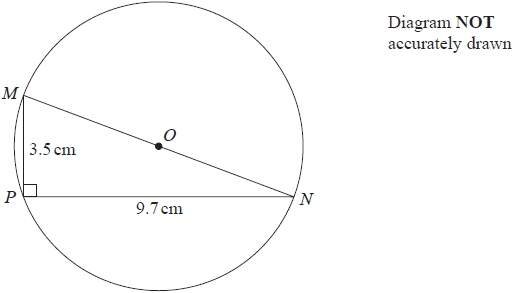 Diagram NOT
accurately drawn
M
O
3.5 cm
P
N
9.7 cm